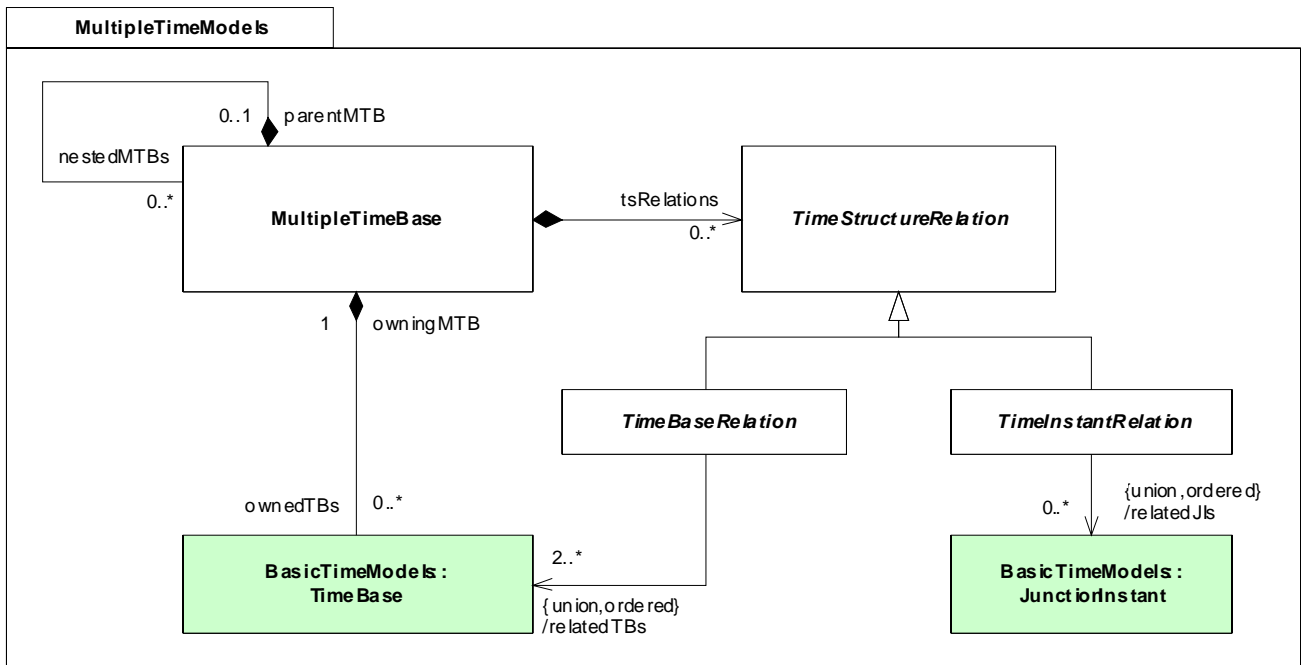 MultipleTimeModels
0..1
parentMTB
nestedMTBs
0..*
MultipleTimeBase
tsRelations
0..*
TimeStructureRelation
1
owningMTB
TimeBaseRelation
TimeInstantRelation
ownedTBs
0..*
0..*
{union,ordered}
/relatedJIs
BasicTimeModels::
TimeBase
2..*
{union,ordered}
/relatedTBs
BasicTimeModels::
JunctionInstant